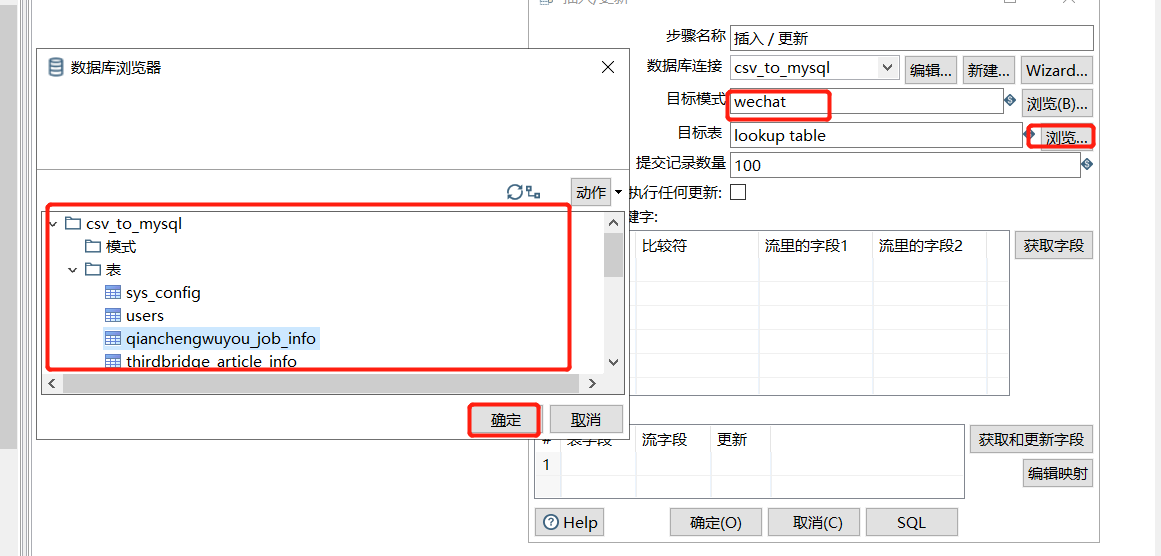 插入/更新
数据库浏览器
动作
csv_to_mysql
模式
表
sys_config
users
qianchengwuyou_job_info
thirdbridge_article_info
确定
取消
步骤名称 插入 / 更新
数据库连接 csv_to_mysql 编辑... 新建... Wizard...
目标模式 wechat 浏览(B)...
目标表 lookup table 浏览...
提交记录数量 100
执行任何更新:
键字:
比较符 流里的字段1 流里的字段2 获取字段
# 表字段 流字段 更新 获取和更新字段
1
编辑映射
Help 确定(O) 取消(C) SQL